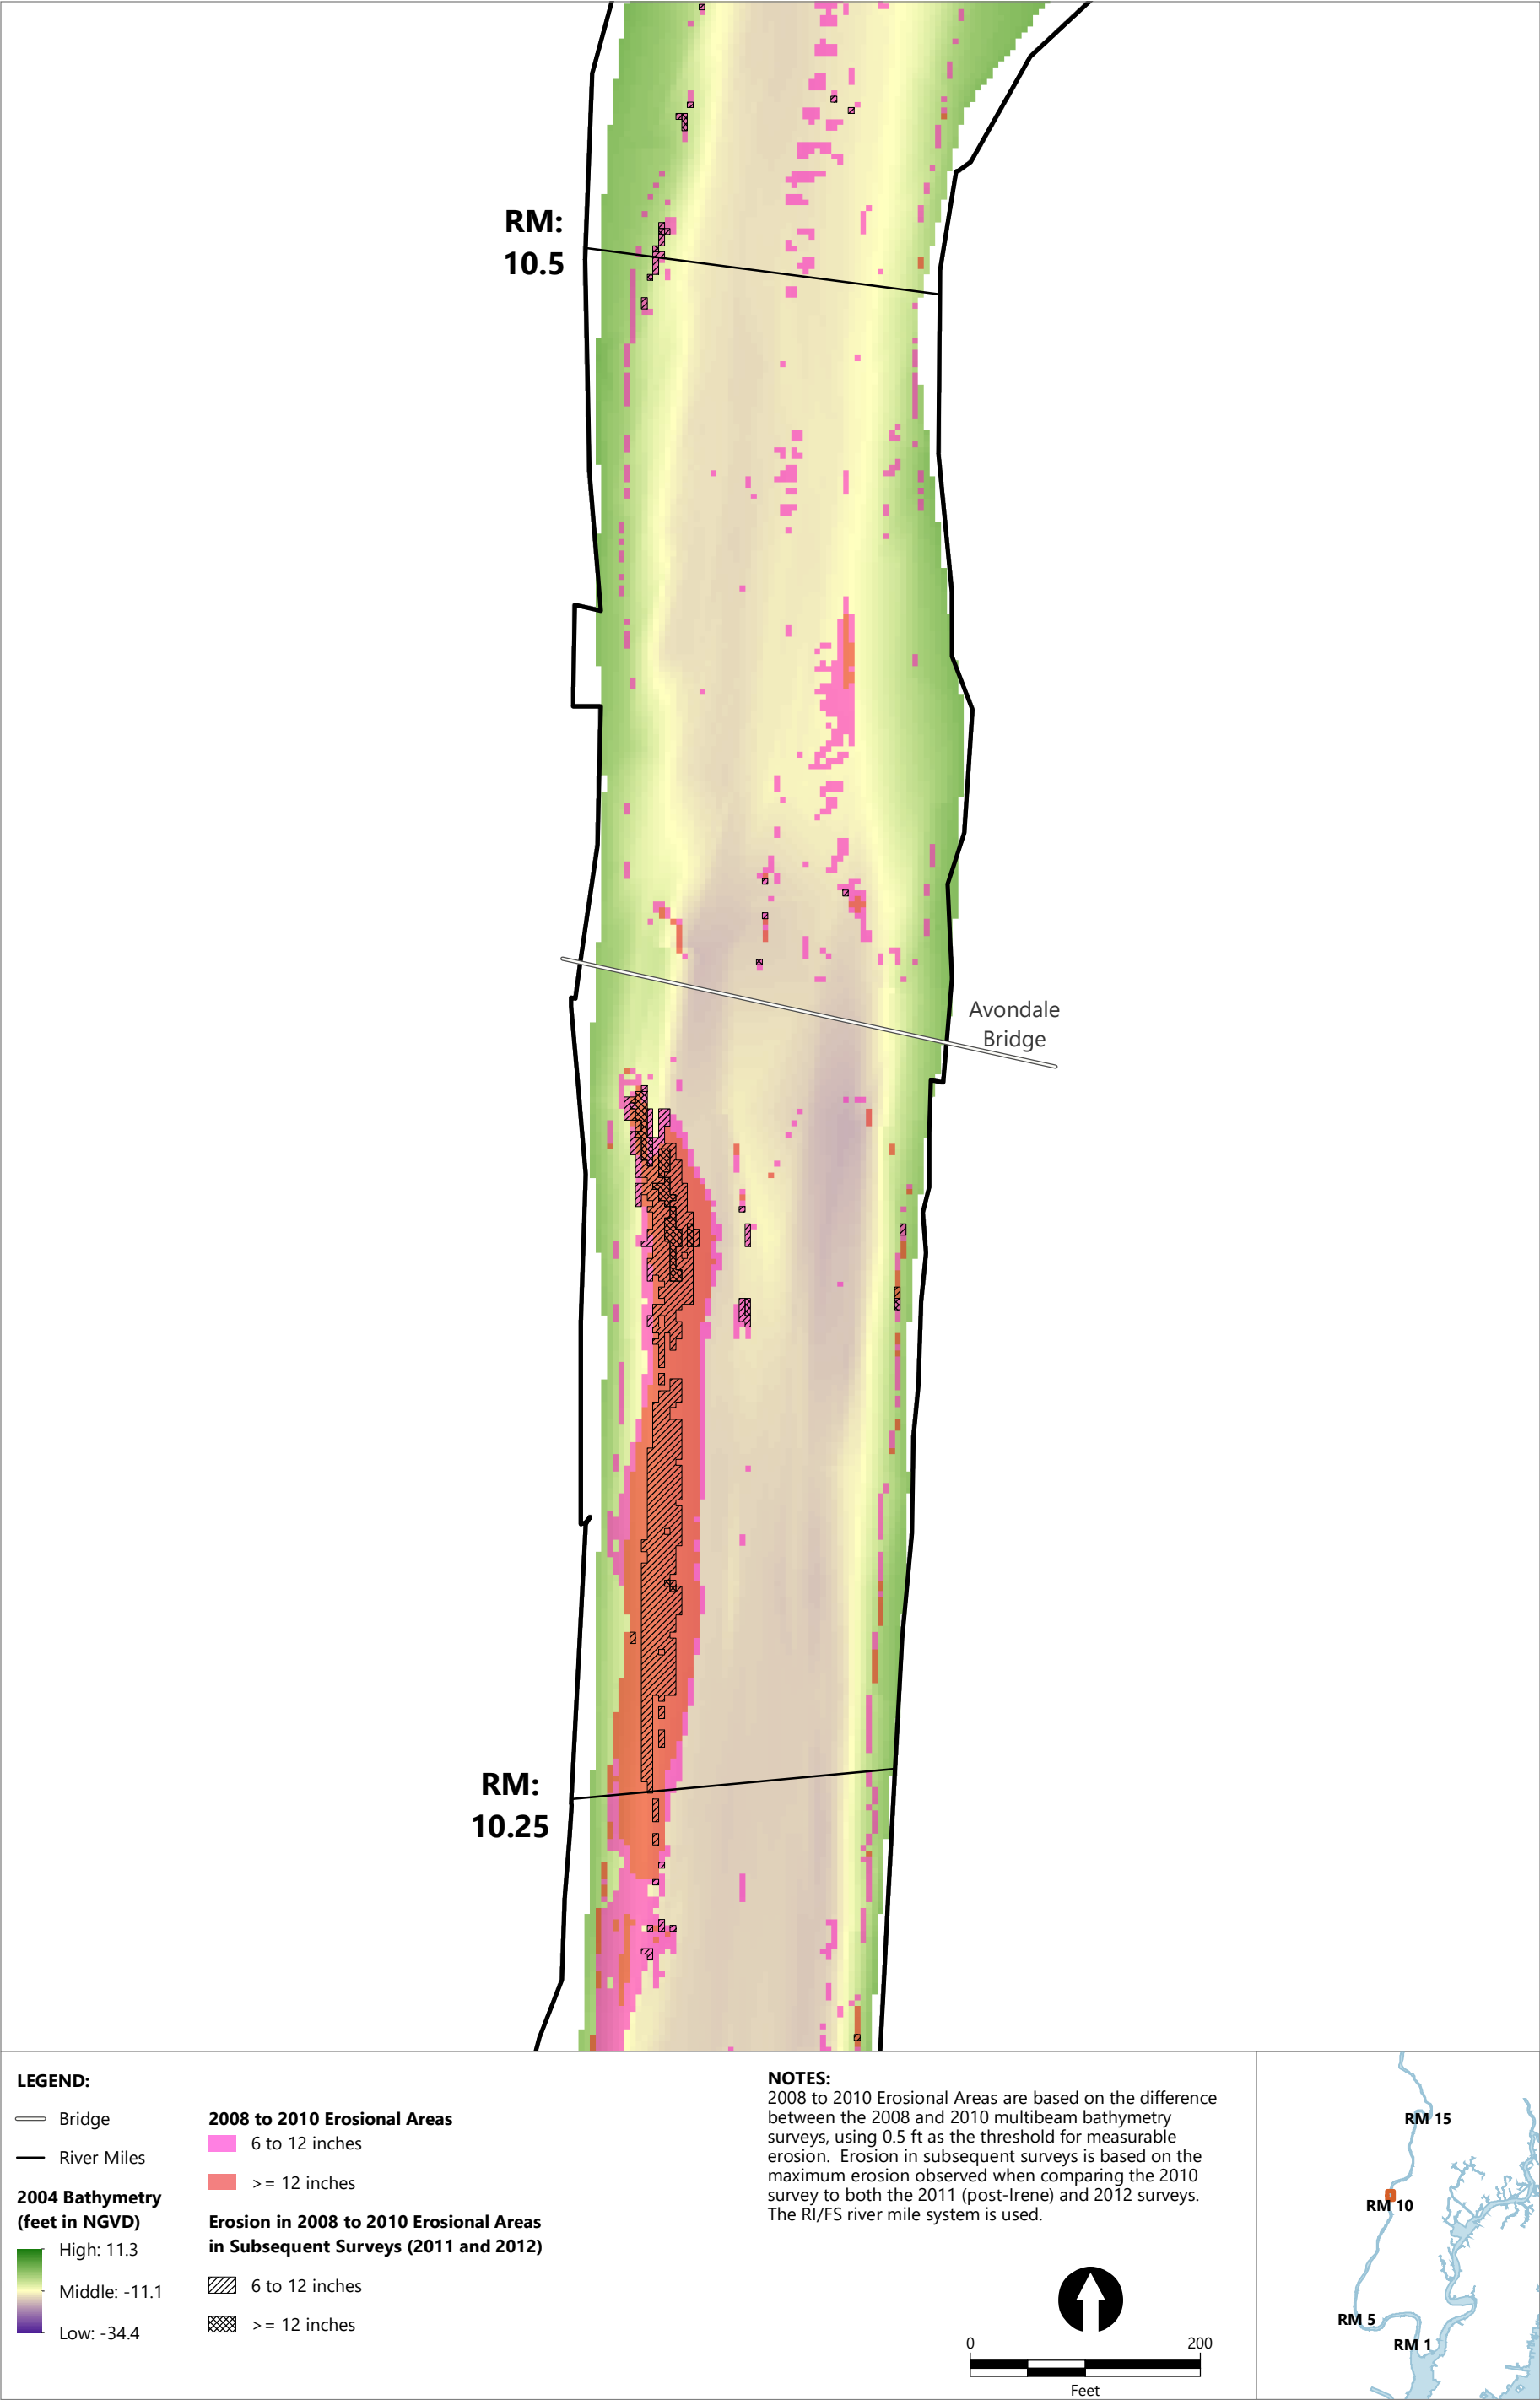 RM:
10.5
Avondale
Bridge
RM:
10.25
LEGEND:
Bridge
River Miles
2004 Bathymetry
(feet in NGVD)
High: 11.3
Middle: -11.1
Low: -34.4
2008 to 2010 Erosional Areas
6 to 12 inches
>= 12 inches
Erosion in 2008 to 2010 Erosional Areas
in Subsequent Surveys (2011 and 2012)
6 to 12 inches
>= 12 inches
NOTES:
2008 to 2010 Erosional Areas are based on the difference
between the 2008 and 2010 multibeam bathymetry
surveys, using 0.5 ft as the threshold for measurable
erosion. Erosion in subsequent surveys is based on the
maximum erosion observed when comparing the 2010
survey to both the 2011 (post-Irene) and 2012 surveys.
The RI/FS river mile system is used.
0 200
Feet
RM 15
RM 10
RM 5
RM 1